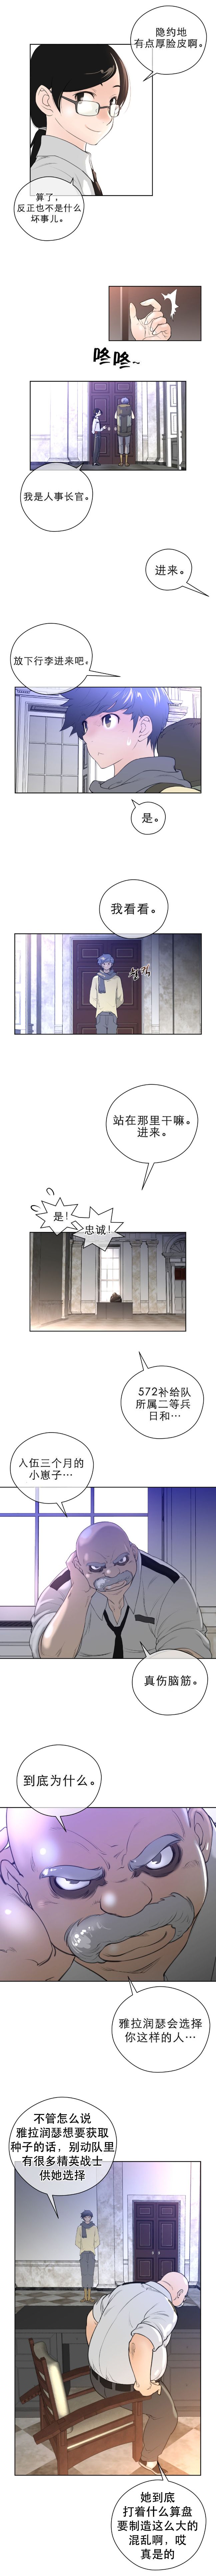 隐约地
有点厚脸皮啊。
算了，
反正也不是什么
坏事儿。
咚咚~
我是人事长官。
进来。
放下行李进来吧。
是。
我看看。
站在那里干嘛。
进来。
是！
忠诚！
572补给队
所属二等兵
日和…
入伍三个月的
小崽子…
真伤脑筋。
到底为什么。
雅拉润瑟会选择
你这样的人…
不管怎么说
雅拉润瑟想要获取
种子的话，别动队里
有很多精英战士
供她选择
她到底
打着什么算盘
要制造这么大的
混乱啊，哎
真是的